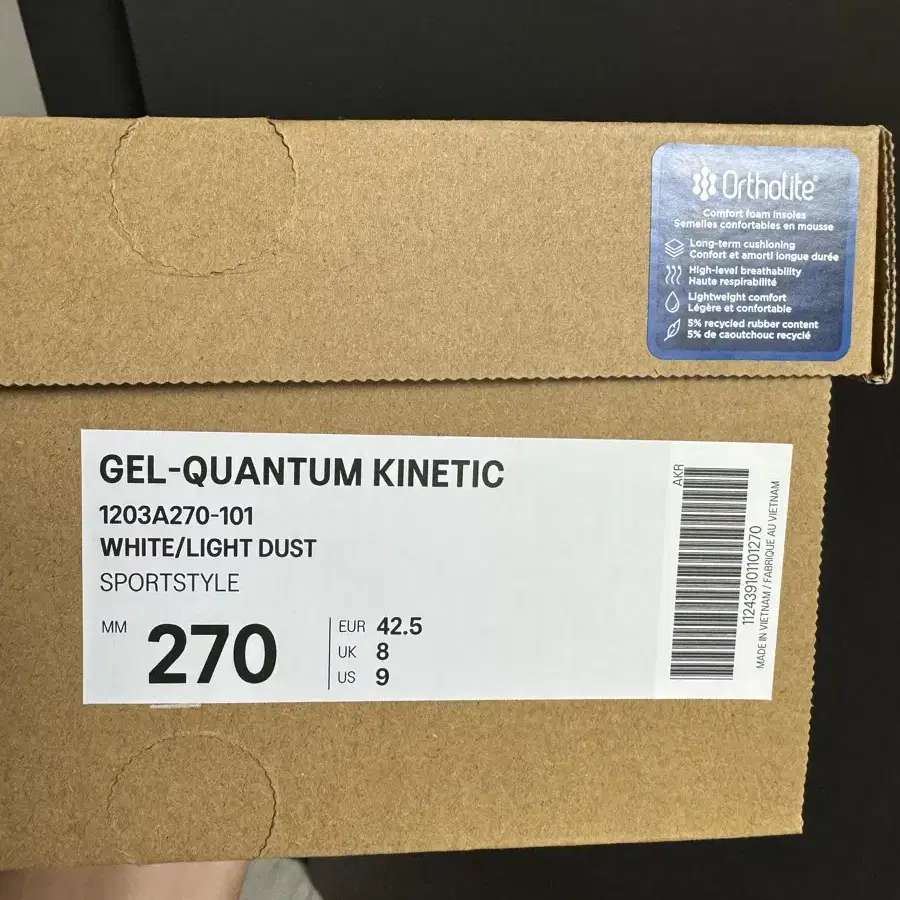 OrthoLite®
Comfort foam insoles
Semelles confortables en mousse
Long-term cushioning
Confort et amorti longue durée
High-level breathability
Haute respirabilité
Lightweight comfort
Légère et confortable
5% recycled rubber content
5% de caoutchouc recyclé
GEL-QUANTUM KINETIC
1203A270-101
WHITE/LIGHT DUST
SPORTSTYLE
MM 270
EUR 42.5
UK 8
US 9
AKR
112439101101270
MADE IN VIETNAM / FABRIQUE AU VIETNAM